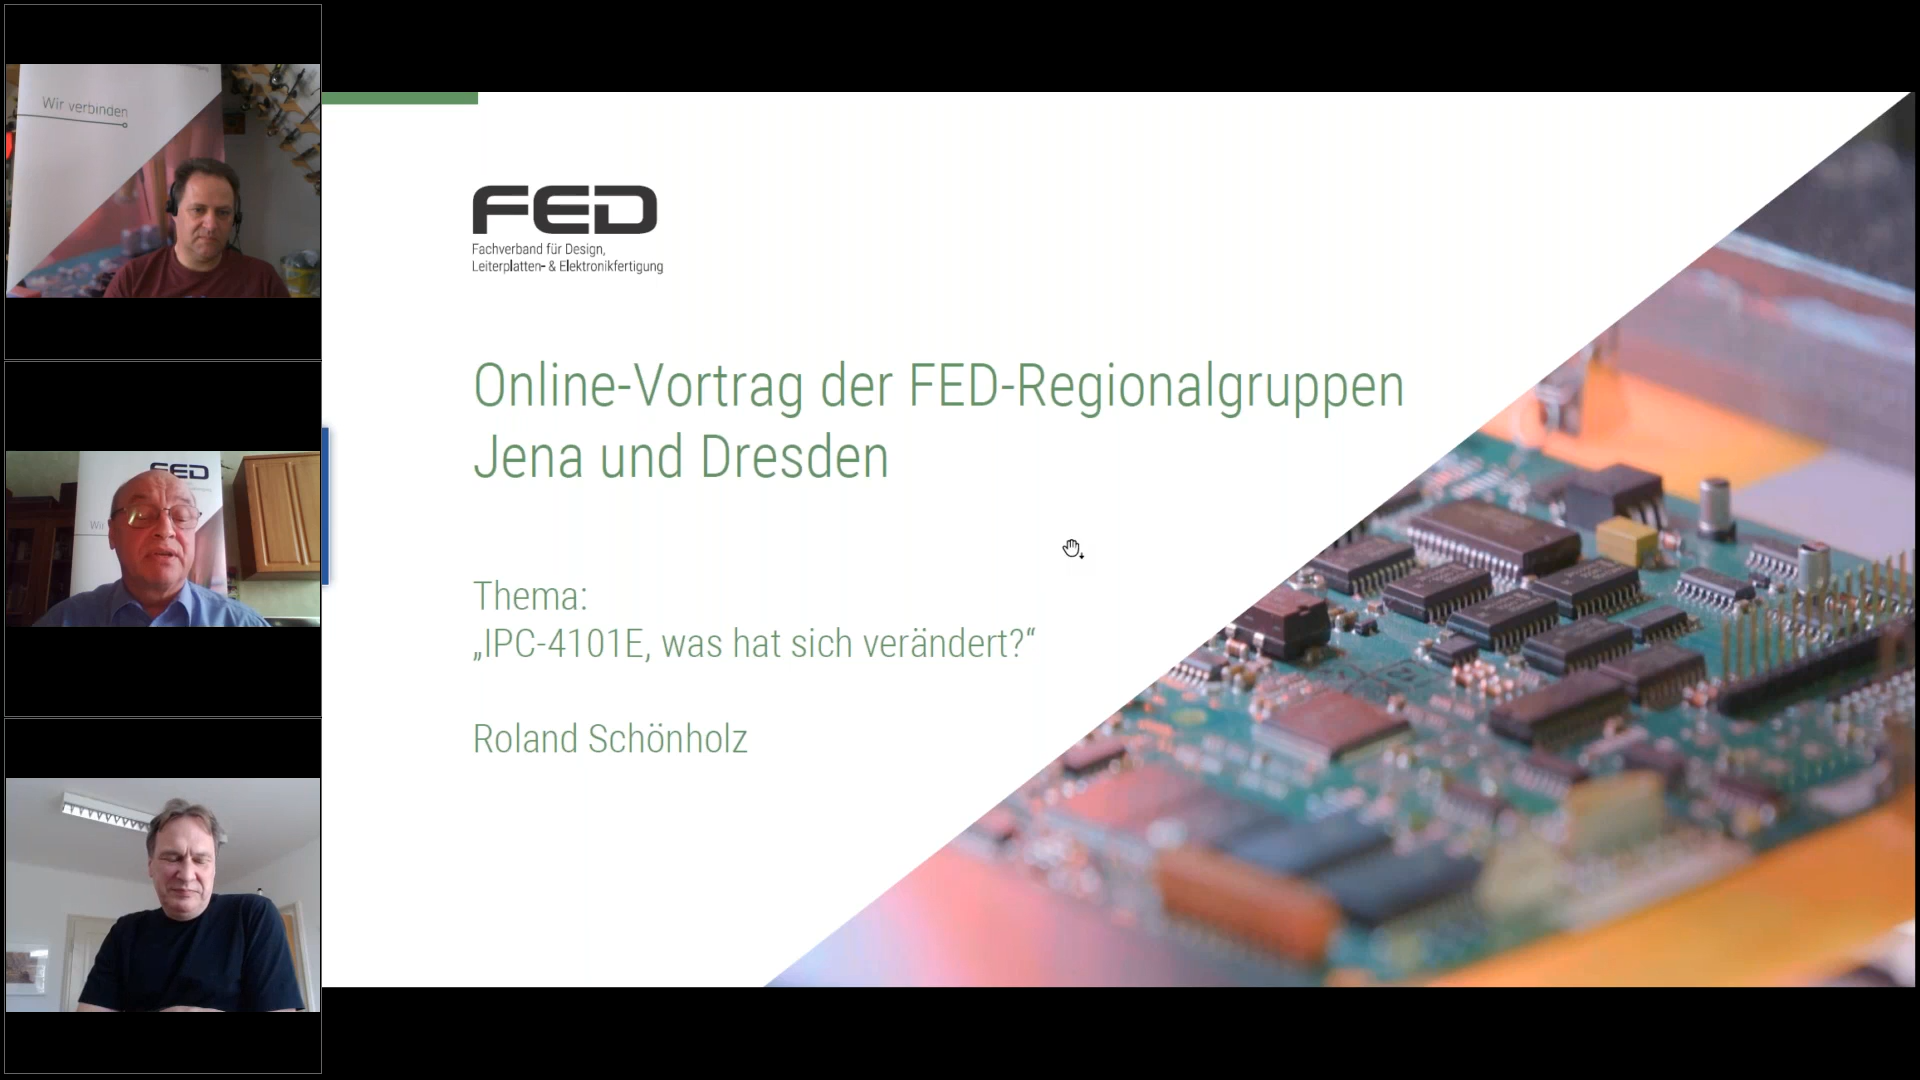 Wir verbinden
FED
FED
Fachverband für Design,
Leiterplatten- & Elektronikfertigung
Online-Vortrag der FED-Regionalgruppen
Jena und Dresden
Thema:
„IPC-4101E, was hat sich verändert?“
Roland Schönholz